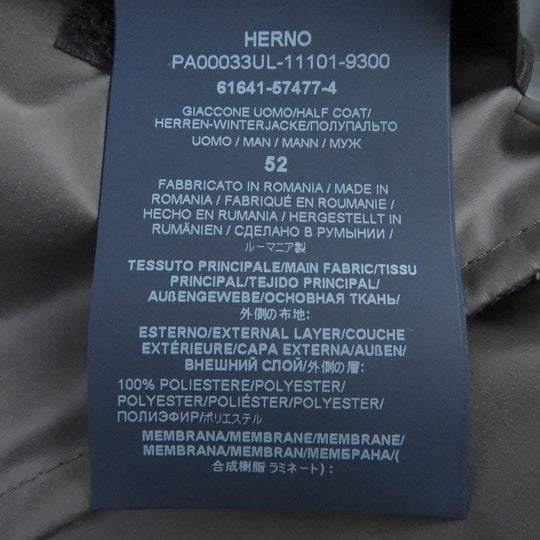 HERNO
PA00033UL-11101-9300
61641-57477-4
GIACCONE UOMO/HALF COAT/
HERREN-WINTERJACKE/ПОЛУПАЛЬТО
UOMO / MAN / MANN / МУЖ
52
FABBRICATO IN ROMANIA / MADE IN
ROMANIA / FABRIQUÉ EN ROUMANIE /
HECHO EN RUMANIA / HERGESTELLT IN
RUMÄNIEN / СДЕЛАНО В РУМЫНИИ /
ルーマニア製
TESSUTO PRINCIPALE/MAIN FABRIC/TISSU
PRINCIPAL/TEJIDO PRINCIPAL/
AUßENGEWEBE/ОСНОВНАЯ ТКАНЬ/
外側の布地:
ESTERNO/EXTERNAL LAYER/COUCHE
EXTÉRIEURE/CAPA EXTERNA/AUßEN/
ВНЕШНИЙ СЛОЙ/外側の層:
100% POLIESTERE/POLYESTER/
POLYESTER/POLIÉSTER/POLYESTER/
ПОЛИЭФИР/ポリエステル
MEMBRANA/MEMBRANE/MEMBRANE/
MEMBRANA/MEMBRAN/МЕМБРАНА/(
合成樹脂 ラミネート):